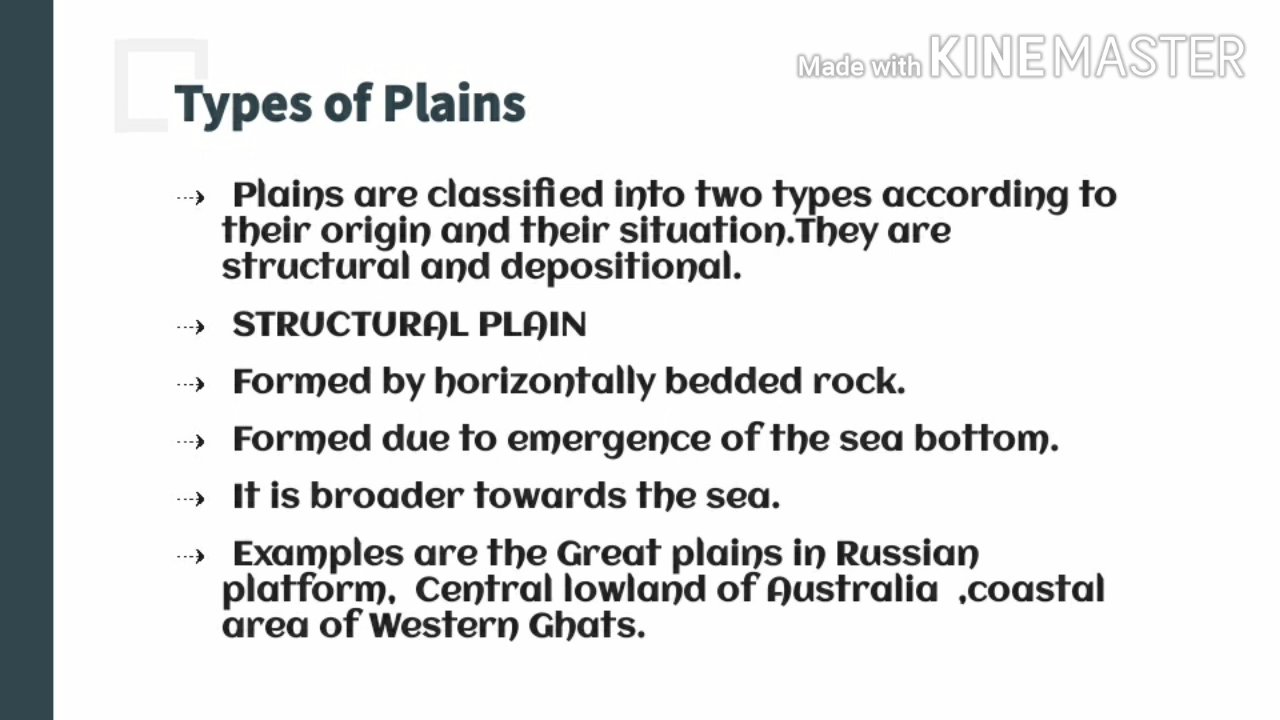 Made with KINEMASTER
Types of Plains
Plains are classified into two types according to
their origin and their situation.They are
structural and depositional.
STRUCTURAL PLAIN
Formed by horizontally bedded rock.
Formed due to emergence of the sea bottom.
It is broader towards the sea.
Examples are the Great plains in Russian
platform, Central lowland of Australia ,coastal
area of Western Ghats.